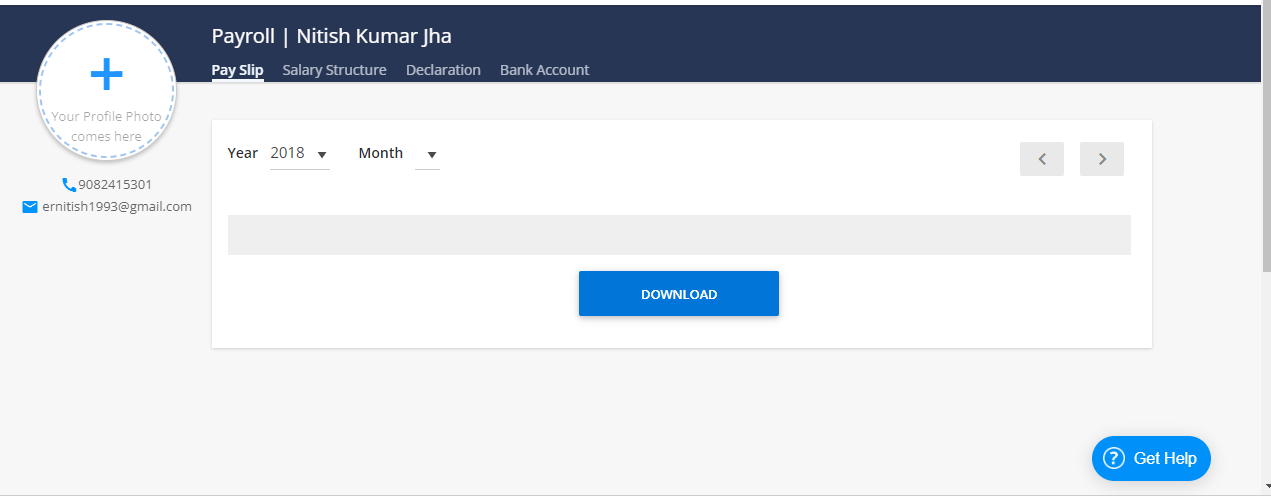 Payroll | Nitish Kumar Jha
Pay Slip Salary Structure Declaration Bank Account
Your Profile Photo
comes here
9082415301
ernitish1993@gmail.com
Year 2018 Month
DOWNLOAD
? Get Help